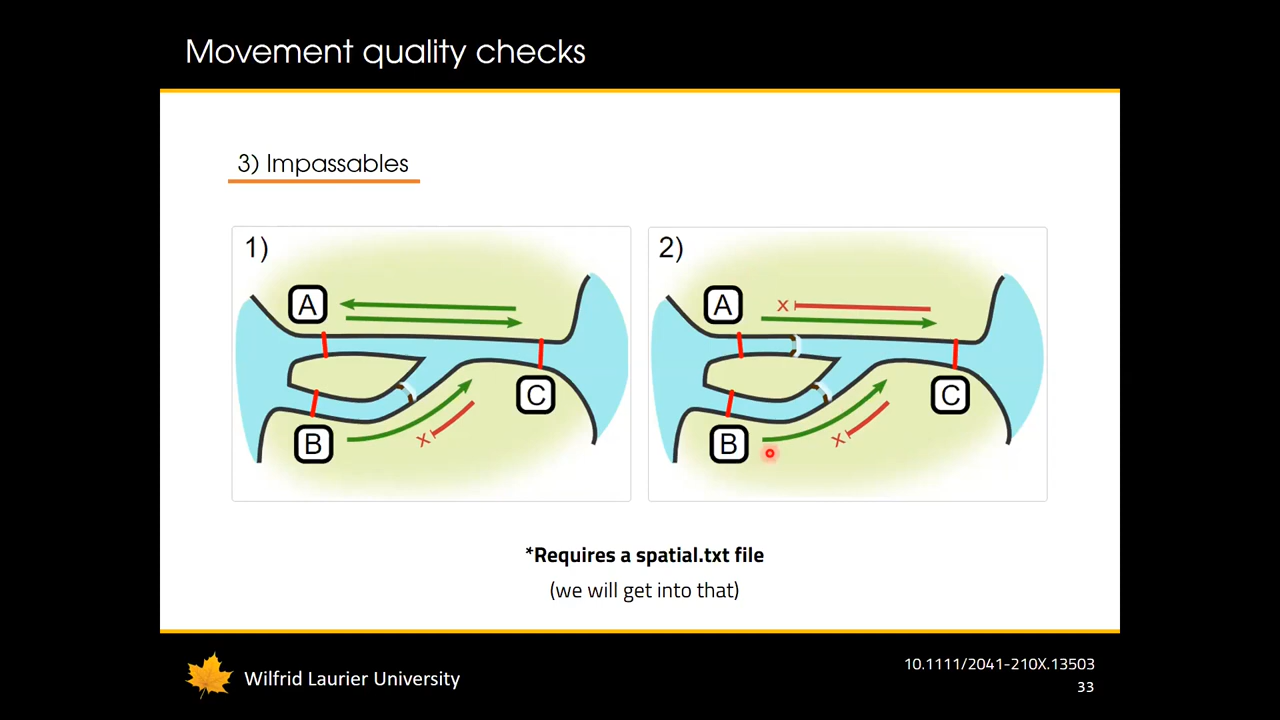 Movement quality checks
3) Impassables
1)
A
B
C
x
2)
x
A
B
C
x
*Requires a spatial.txt file
(we will get into that)
Wilfrid Laurier University
10.1111/2041-210X.13503
33